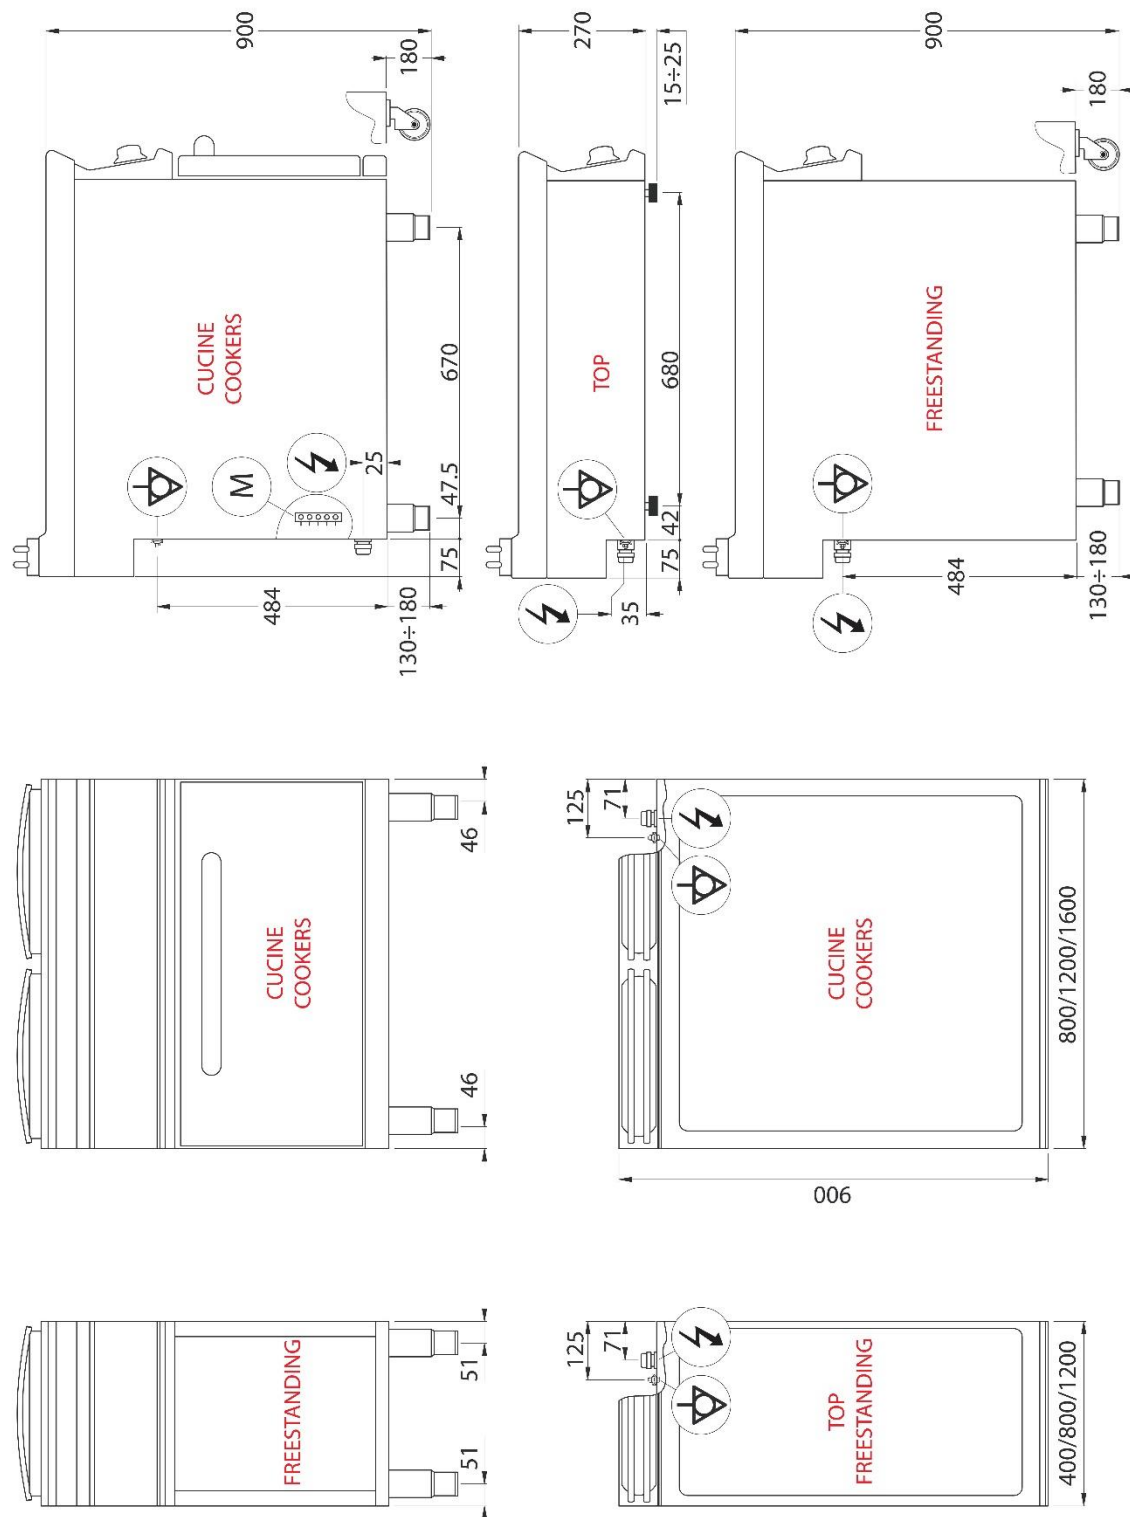 900
180
CUCINE
COOKERS
670
M
25
47.5
75
484
130÷180
270
15÷25
TOP
680
42
75
35
900
180
FREESTANDING
484
130÷180
46
CUCINE
COOKERS
46
125
71
CUCINE
COOKERS
800/1200/1600
900
51
FREESTANDING
51
125
71
TOP
FREESTANDING
400/800/1200